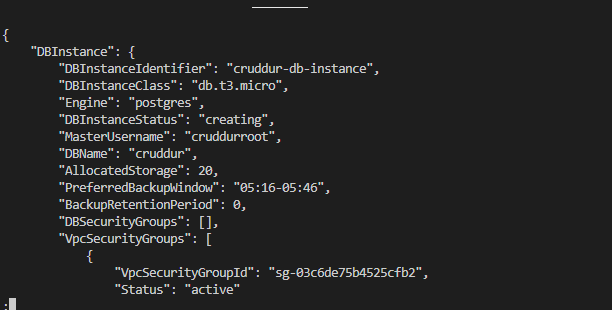 {
"DBInstance": {
"DBInstanceIdentifier": "cruddur-db-instance",
"DBInstanceClass": "db.t3.micro",
"Engine": "postgres",
"DBInstanceStatus": "creating",
"MasterUsername": "cruddurroot",
"DBName": "cruddur",
"AllocatedStorage": 20,
"PreferredBackupWindow": "05:16-05:46",
"BackupRetentionPeriod": 0,
"DBSecurityGroups": [],
"VpcSecurityGroups": [
{
"VpcSecurityGroupId": "sg-03c6de75b4525cfb2",
"Status": "active"
: